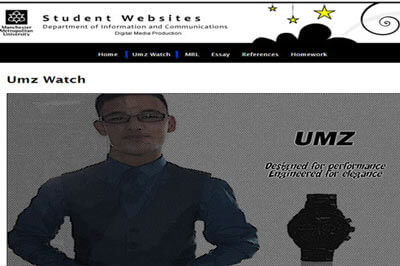 Student Websites
Department of Information and Communications
Digital Media Production
Manchester
Metropolitan
University
Home Umz Watch MRL Essay References Homework
Umz Watch
UMZ
Designed for performance
Engineered for elegance